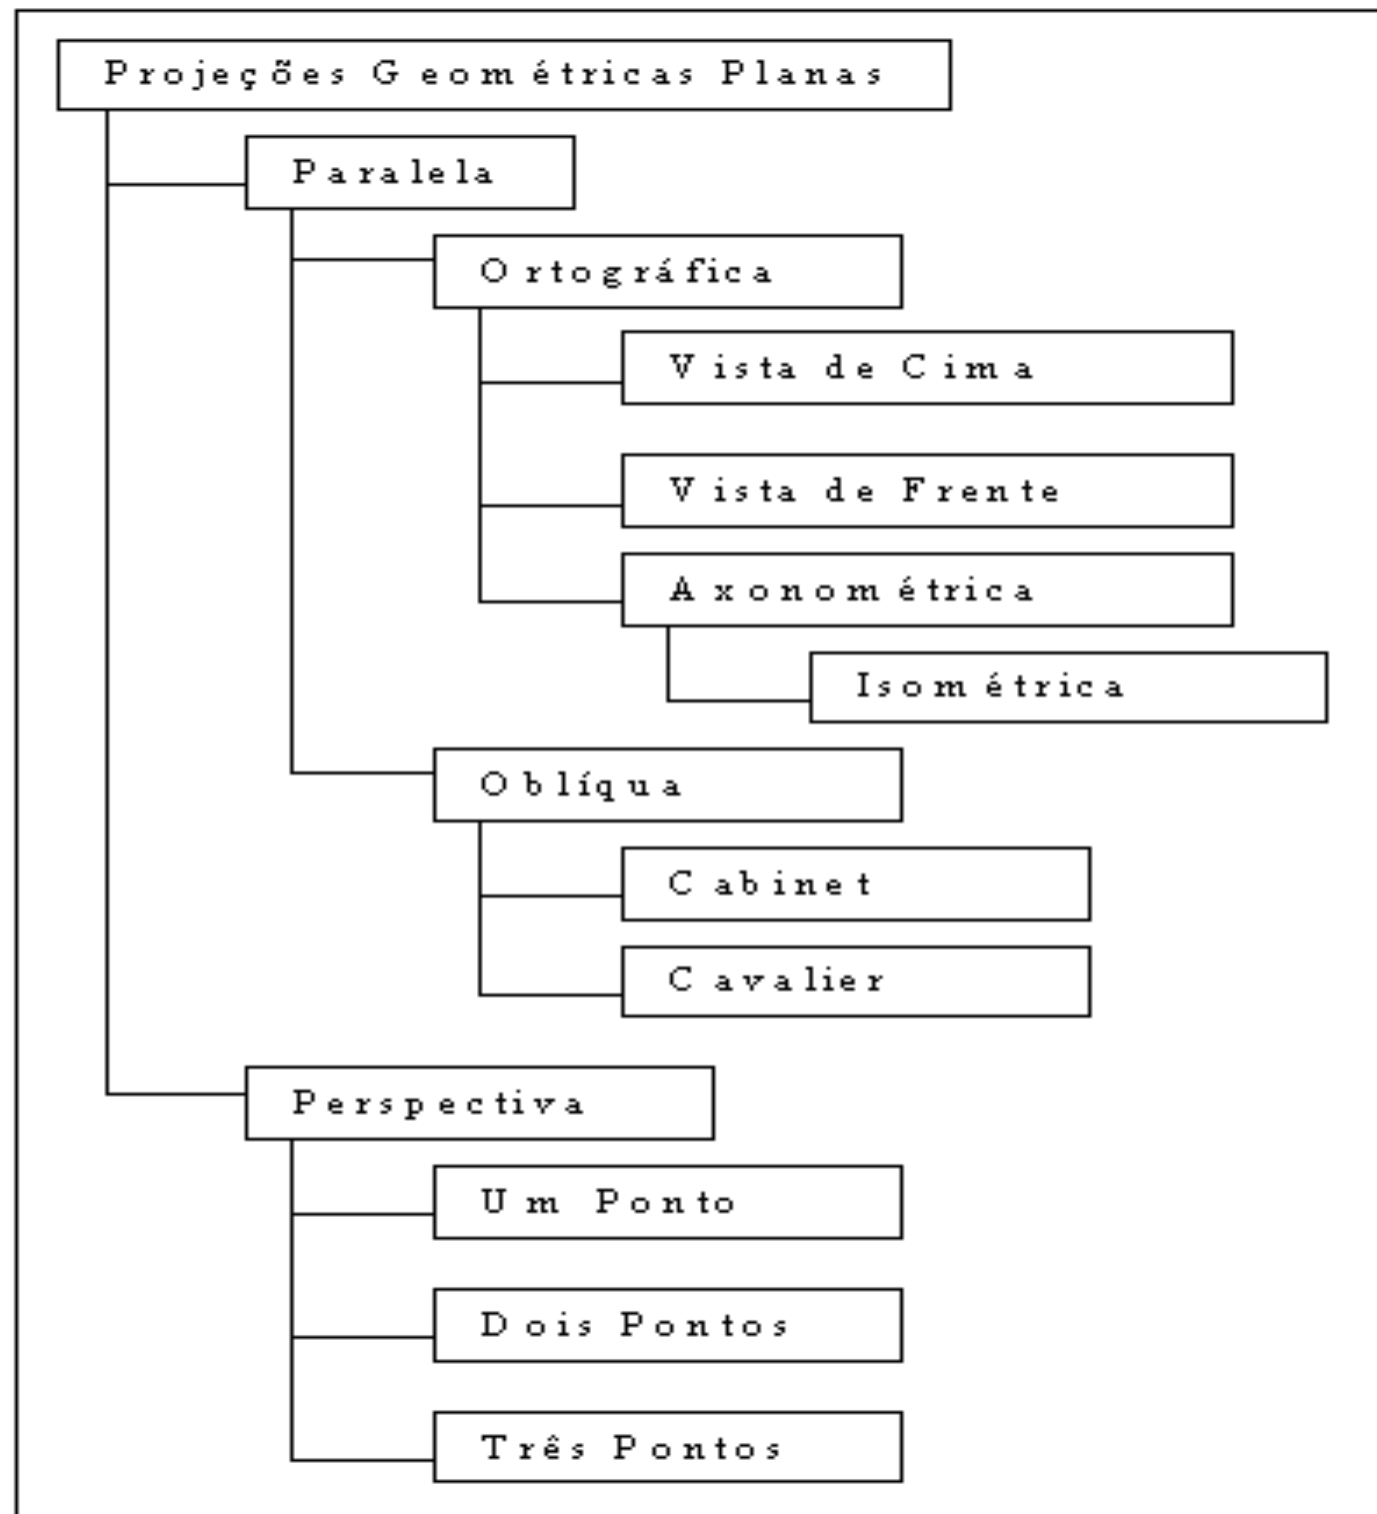 Projeções Geométricas Planas
Paralela
Ortográfica
Vista de Cima
Vista de Frente
Axonométrica
Isométrica
Oblíqua
Cabinet
Cavalier
Perspectiva
Um Ponto
Dois Pontos
Três Pontos